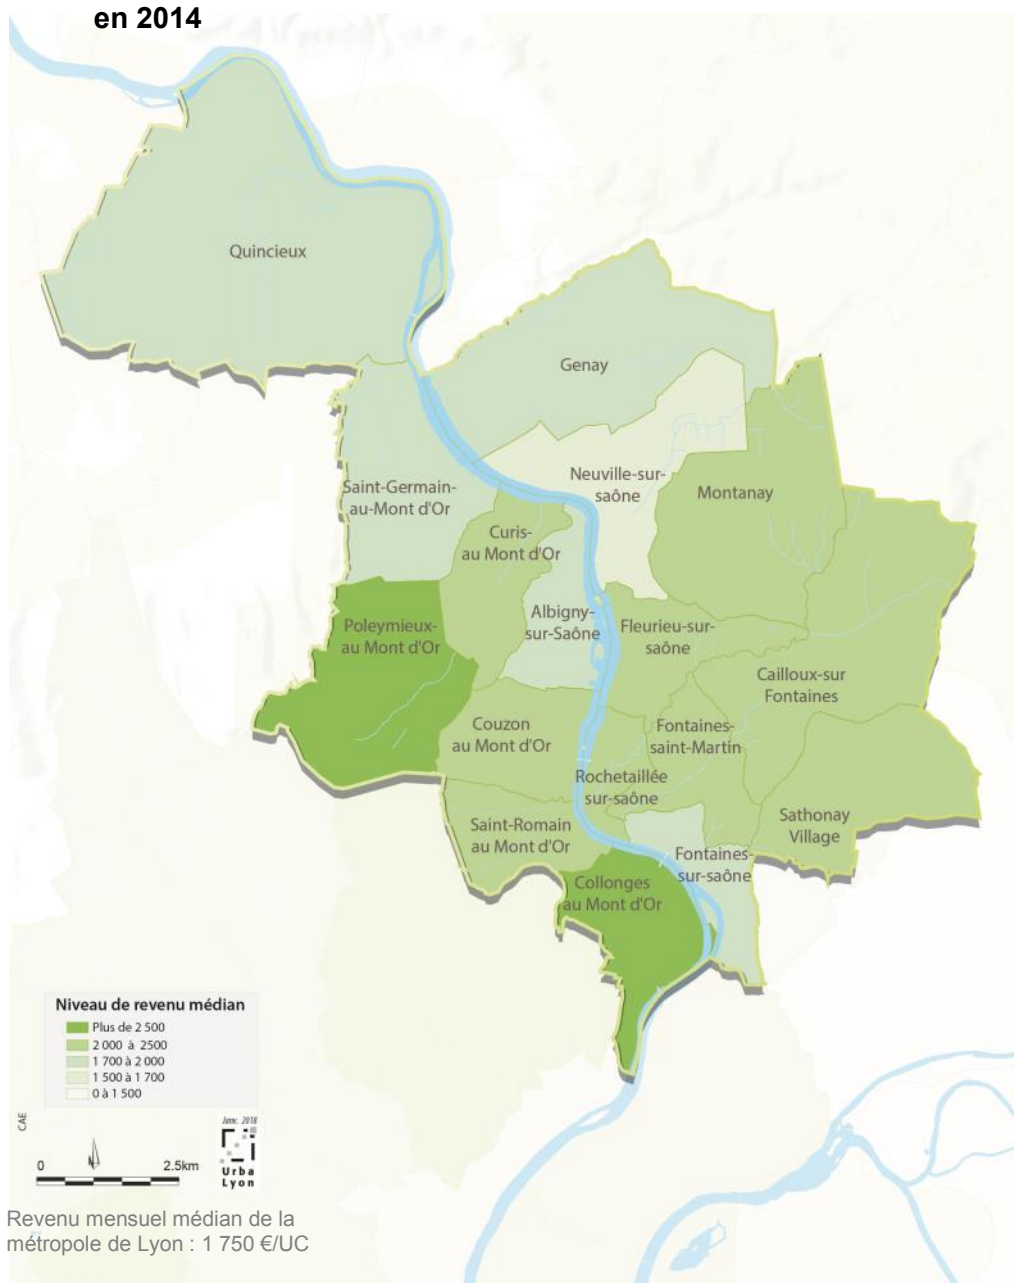 en 2014
Quincieux
Genay
Neuville-sur-
saône
Montanay
Saint-Germain-
au-Mont d'Or
Curis-
au Mont d'Or
Albigny-
sur-Saône
Fleurieu-sur-
saône
Poleymieux-
au Mont d'Or
Cailloux-sur
Fontaines
Couzon
au Mont d'Or
Fontaines-
saint-Martin
Rochetaillée
sur-saône
Saint-Romain
au Mont d'Or
Sathonay
Village
Fontaines-
sur-saône
Collonges
au Mont d'Or
Niveau de revenu médian
Plus de 2 500
2 000 à 2500
1 700 à 2 000
1 500 à 1 700
0 à 1 500
CAE
Janv. 2018
Urba
Lyon
0 2.5km
Revenu mensuel médian de la
métropole de Lyon : 1 750 €/UC